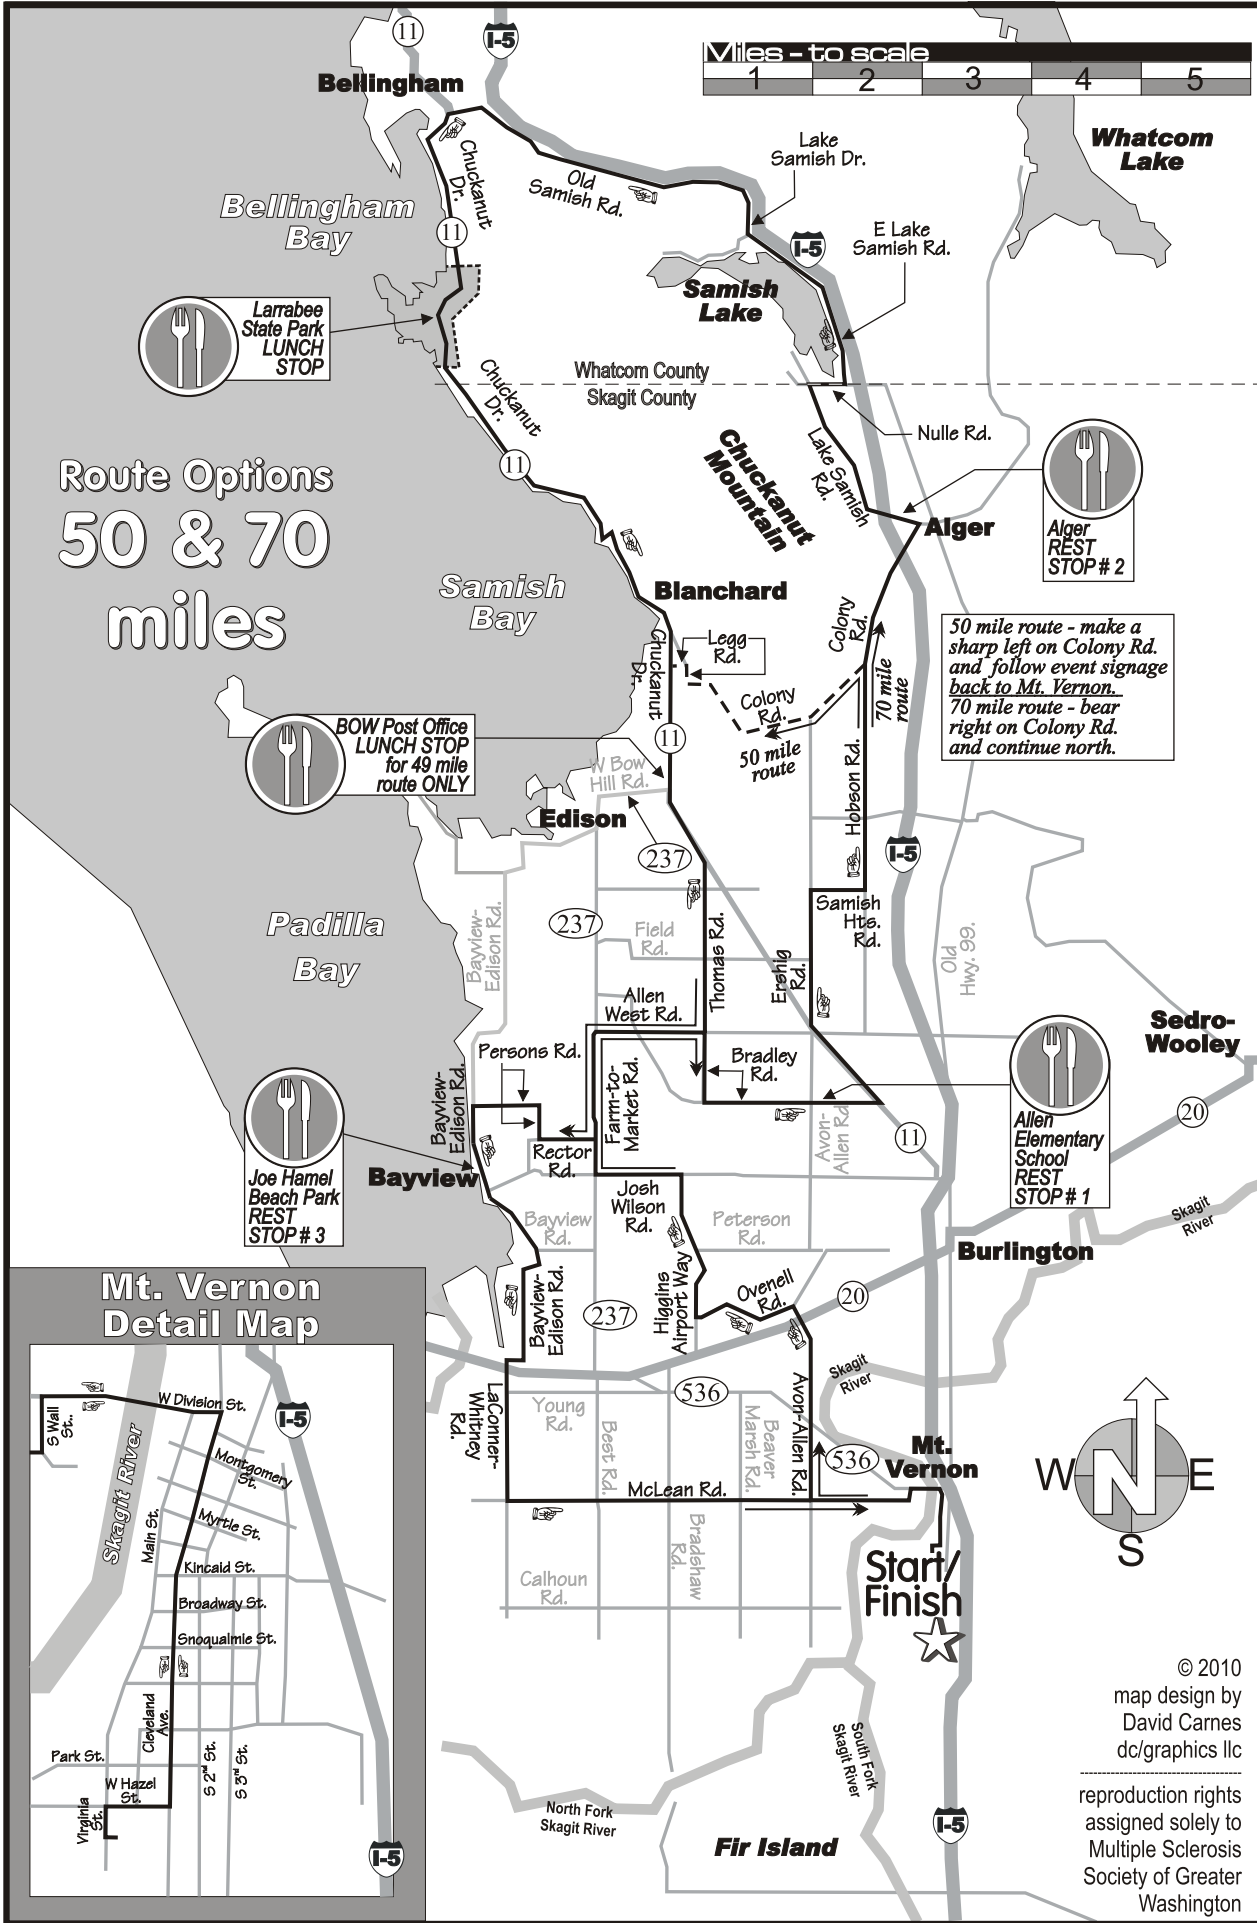 11
I-5
Bellingham
Miles - to scale
1
2
3
4
5
Whatcom
Lake
Lake
Samish Dr.
Chuckanut
Dr.
Old
Samish Rd.
Bellingham
Bay
11
I-5
E Lake
Samish Rd.
Samish
Lake
Larrabee
State Park
LUNCH
STOP
Whatcom County
Skagit County
Chuckanut
Dr.
Nulle Rd.
Lake Samish
Rd.
Chuckanut
Mountain
11
Route Options
50 & 70
miles
Alger
Alger
REST
STOP # 2
Samish
Bay
Blanchard
Colony
Rd.
Legg
Rd.
Chuckanut
Dr.
50 mile route - make a
sharp left on Colony Rd.
and follow event signage
back to Mt. Vernon.
70 mile route - bear
right on Colony Rd.
and continue north.
70 mile
route
Colony
Rd.
50 mile
route
11
BOW Post Office
LUNCH STOP
for 49 mile
route ONLY
W Bow
Hill Rd.
Hobson Rd.
Edison
237
I-5
Padilla
Bay
Bayview-
Edison Rd.
237
Field
Rd.
Thomas Rd.
Samish
Hts.
Rd.
Ershig
Rd.
Old
Hwy. 99.
Allen
West Rd.
Sedro-
Wooley
Persons Rd.
Bradley
Rd.
Bayview-
Edison Rd.
Farm-to-
Market Rd.
Avon-
Allen Rd
11
20
Allen
Elementary
School
REST
STOP # 1
Rector
Rd.
Bayview
Joe Hamel
Beach Park
REST
STOP # 3
Josh
Wilson
Rd.
Bayview
Rd.
Peterson
Rd.
Skagit
River
Burlington
Higgins
Airport Way
Ovenell
Rd.
Bayview-
Edison Rd.
237
20
Skagit
River
LaConner-
Whitney
Rd.
Young
Rd.
Best Rd.
536
Beaver
Marsh Rd.
Avon-Allen Rd.
536
Mt.
Vernon
McLean Rd.
W
N
E
S
Bradshaw
Rd.
Calhoun
Rd.
Start/
Finish
South Fork
Skagit River
North Fork
Skagit River
Fir Island
I-5
Mt. Vernon
Detail Map
W Division St.
S Wall
St..
I-5
Skagit River
Montgomery
St.
Main St.
Myrtle St.
Kincaid St.
Broadway St.
Snoqualmie St.
Cleveland
Ave.
Park St.
S 2nd St.
S 3rd St.
W Hazel
St.
Virginia
St.
I-5
© 2010
map design by
David Carnes
dc/graphics llc
reproduction rights
assigned solely to
Multiple Sclerosis
Society of Greater
Washington